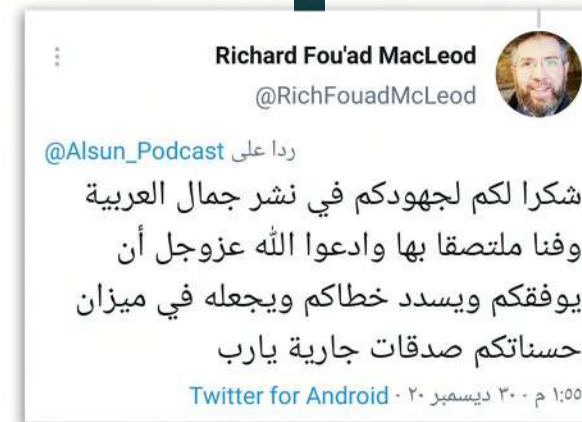 Richard Fou'ad MacLeod
@RichFouadMcLeod
ردا على @Alsun_Podcast
شكرا لكم لجهودكم في نشر جمال العربية
وفنا ملتصقا بها وادعوا الله عزوجل أن
يوفقكم ويسدد خطاكم ويجعله في ميزان
حسناتكم صدقات جارية يارب
١:٥٥ م · ٣٠ ديسمبر ٢٠ · Twitter for Android